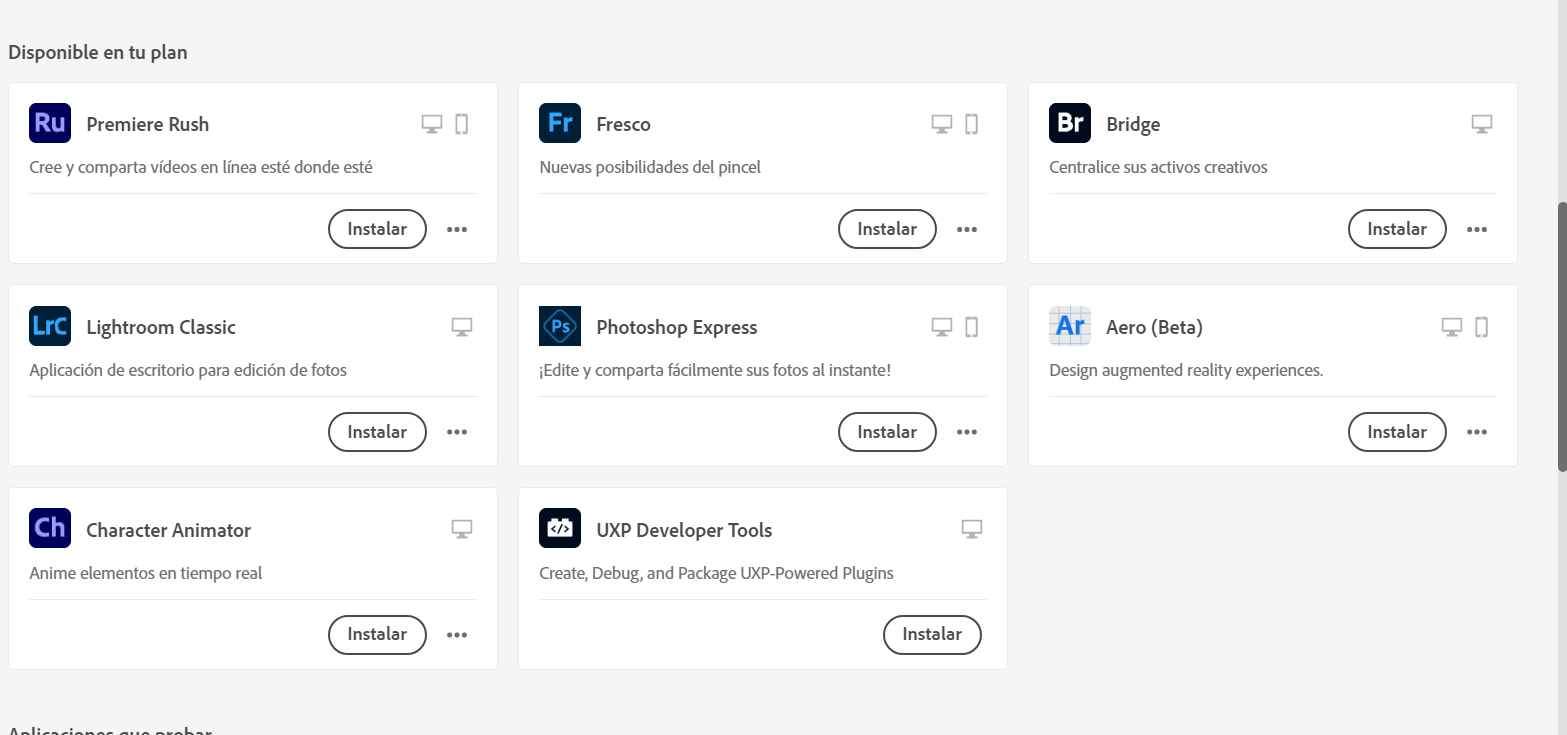 Disponible en tu plan
Ru Premiere Rush
Cree y comparta vídeos en línea esté donde esté
Instalar
Fr Fresco
Nuevas posibilidades del pincel
Instalar
Br Bridge
Centralice sus activos creativos
Instalar
LrC Lightroom Classic
Aplicación de escritorio para edición de fotos
Instalar
Ps Photoshop Express
¡Edite y comparta fácilmente sus fotos al instante!
Instalar
Ar Aero (Beta)
Design augmented reality experiences.
Instalar
Ch Character Animator
Anime elementos en tiempo real
Instalar
</> UXP Developer Tools
Create, Debug, and Package UXP-Powered Plugins
Instalar
Aplicaciones que probar